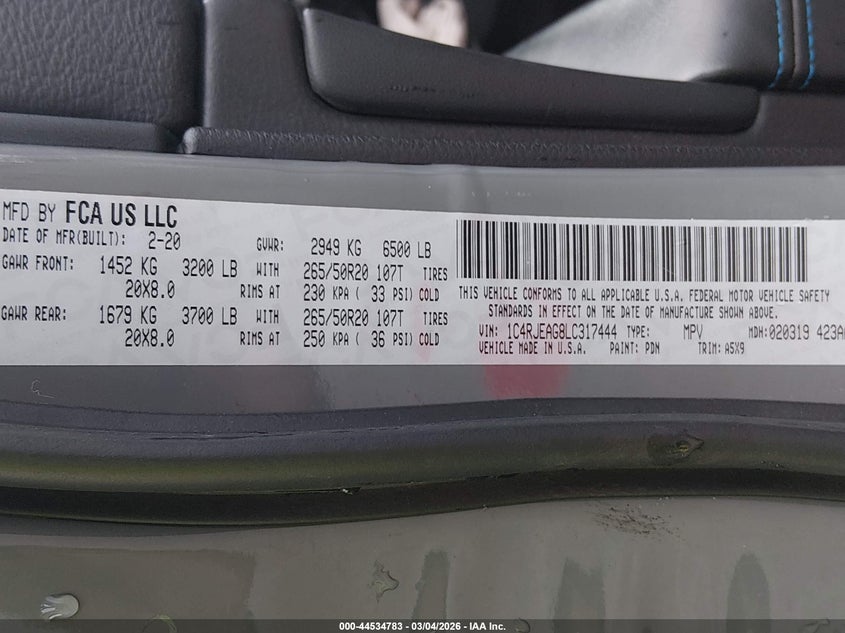 MFD BY FCA US LLC
DATE OF MFR(BUILT): 2-20 GVWR: 2949 KG 6500 LB
GAWR FRONT: 1452 KG 3200 LB WITH 265/50R20 107T TIRES
20X8.0 RIMS AT 230 KPA ( 33 PSI) COLD
GAWR REAR: 1679 KG 3700 LB WITH 265/50R20 107T TIRES
20X8.0 RIMS AT 250 KPA ( 36 PSI) COLD
THIS VEHICLE CONFORMS TO ALL APPLICABLE U.S.A. FEDERAL MOTOR VEHICLE SAFETY
STANDARDS IN EFFECT ON THE DATE OF MANUFACTURE SHOWN ABOVE.
VIN: 1C4RJEAG8LC317444 TYPE: MPV MDH:020319 423A
VEHICLE MADE IN U.S.A. PAINT: PDN TRIM: A5X9
000-44534783 - 03/04/2026 - IAA Inc.